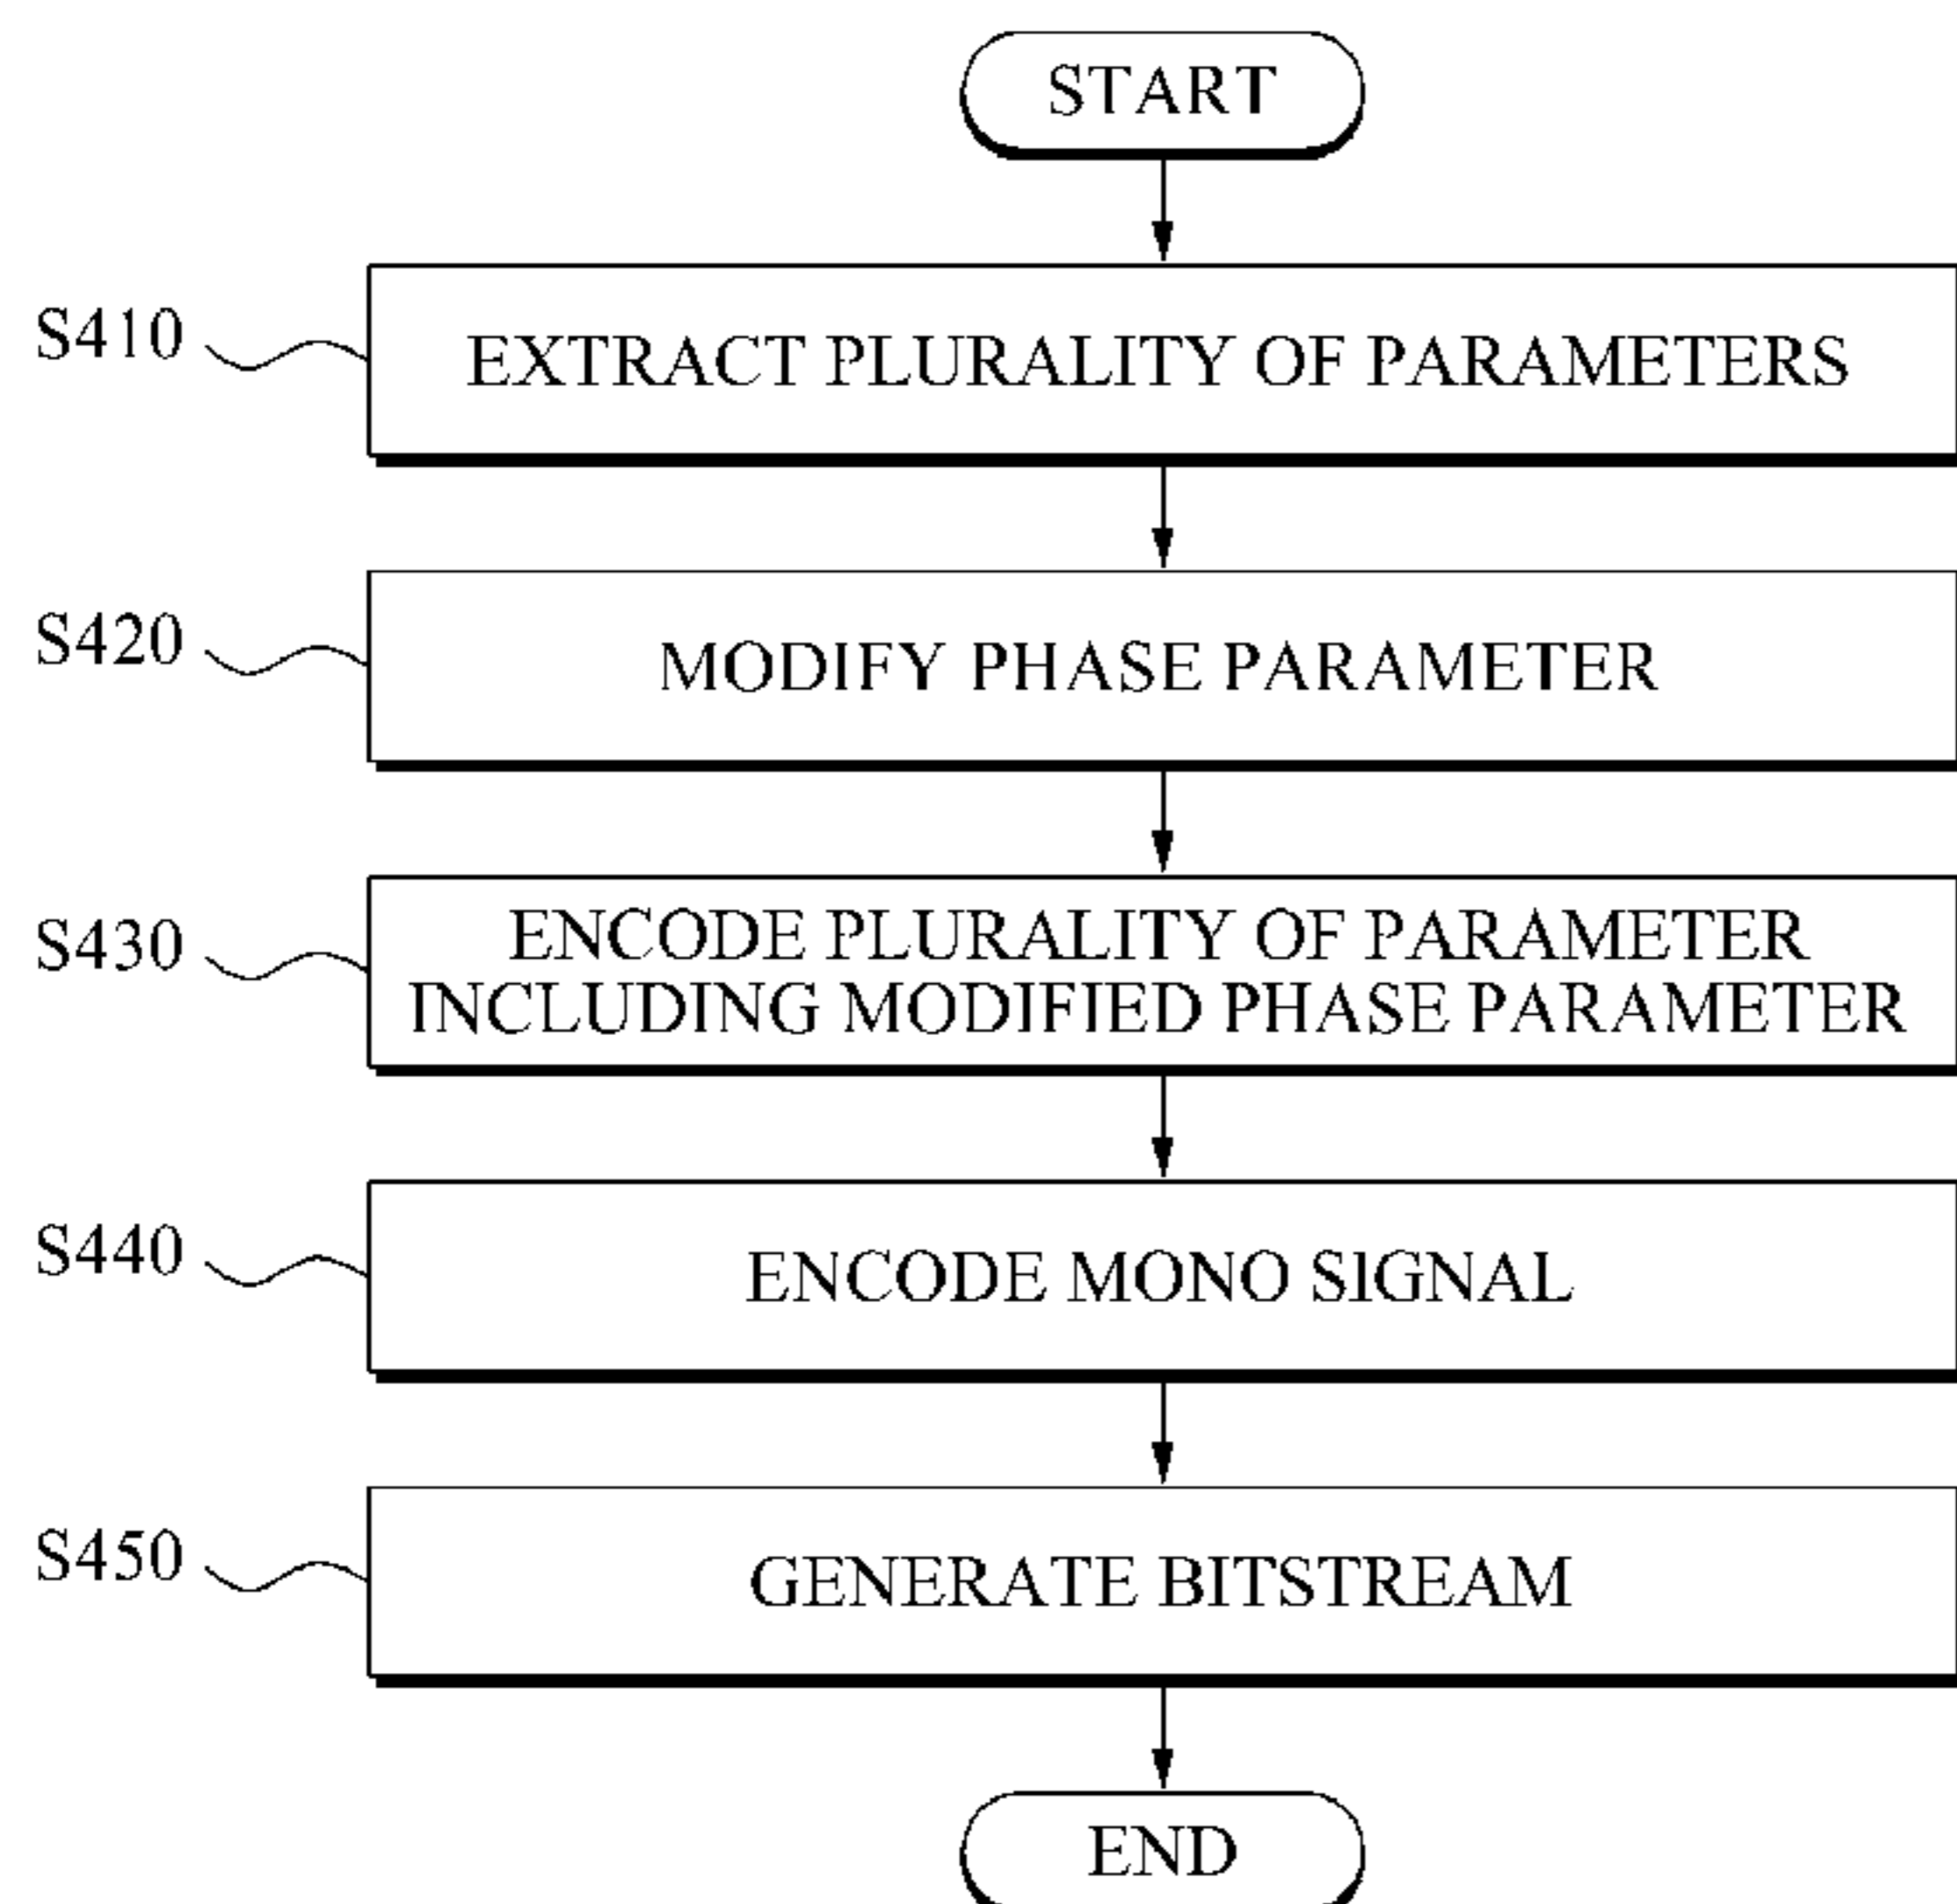 START
S410
EXTRACT PLURALITY OF PARAMETERS
S420
MODIFY PHASE PARAMETER
S430
ENCODE PLURALITY OF PARAMETER
INCLUDING MODIFIED PHASE PARAMETER
S440
ENCODE MONO SIGNAL
S450
GENERATE BITSTREAM
END